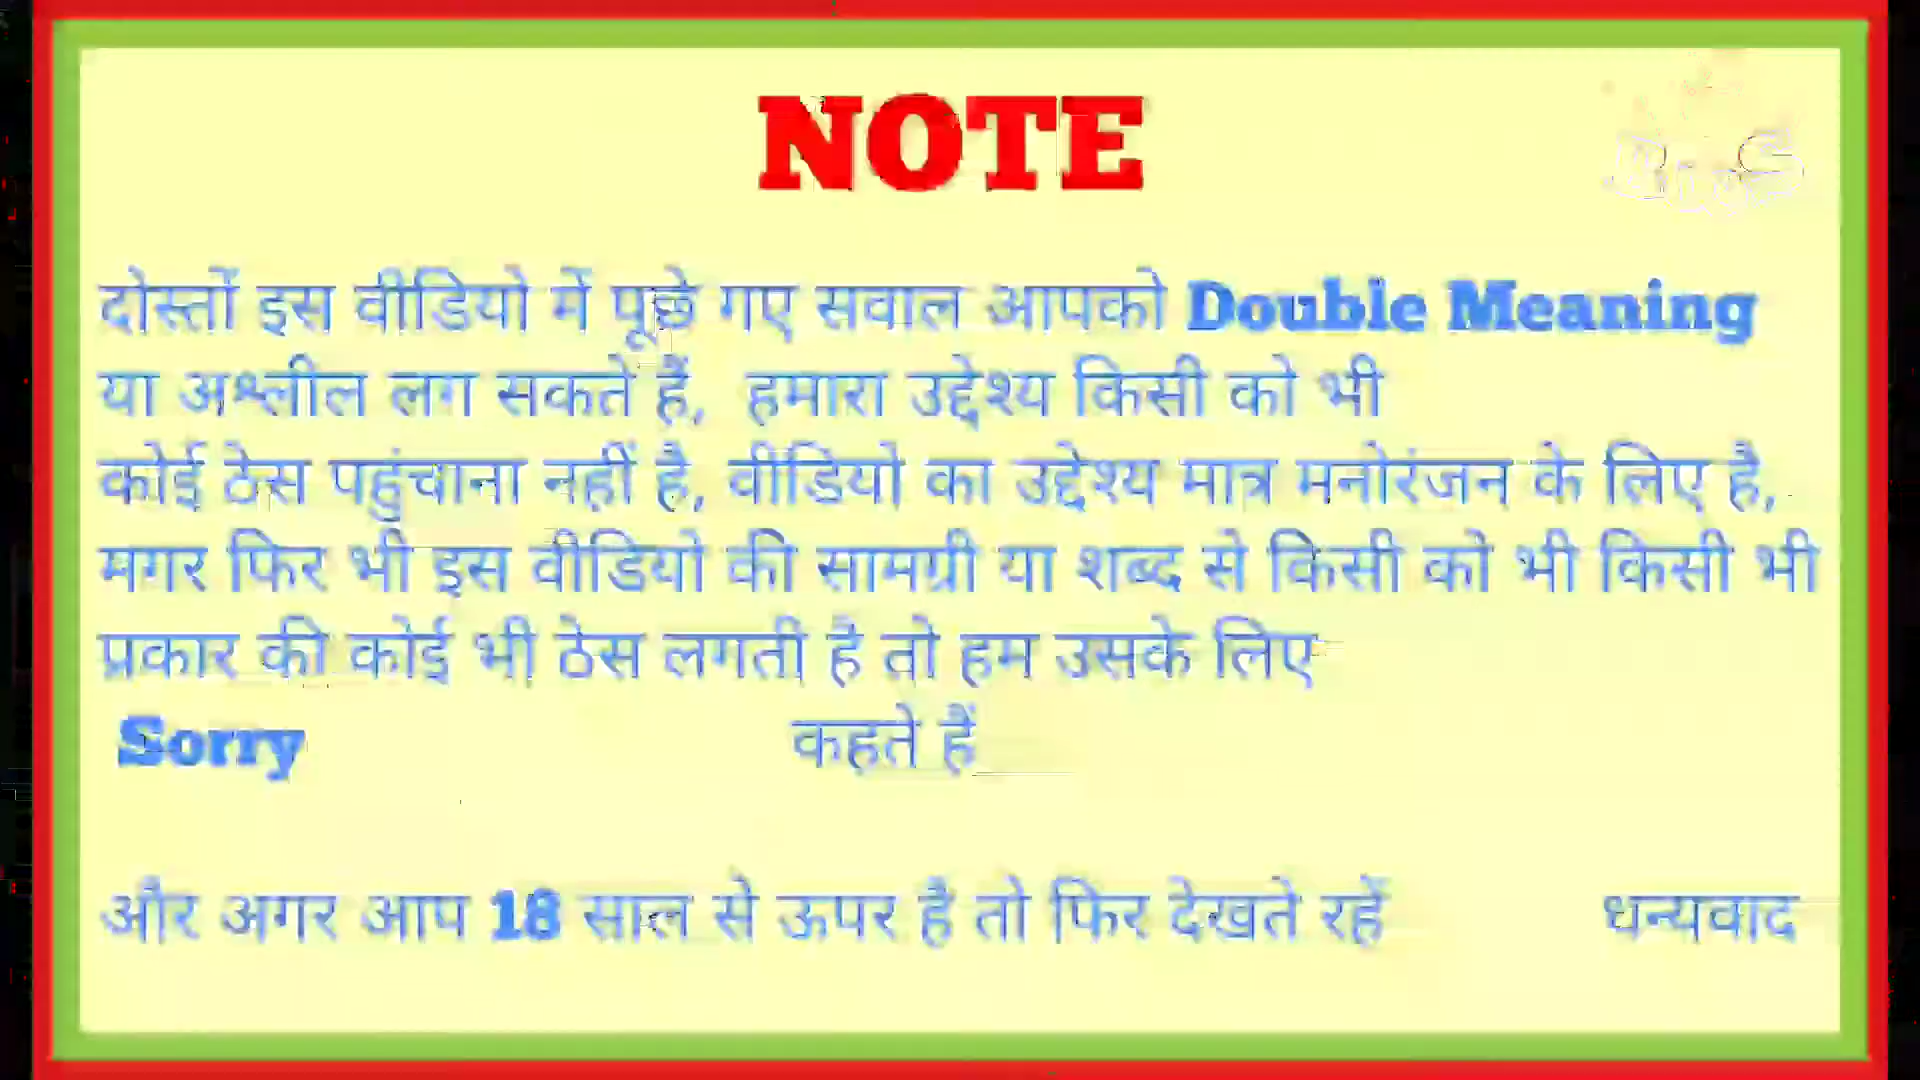 NOTE
दोस्तों इस वीडियो में पूछे गए सवाल आपको Double Meaning
या अश्लील लग सकते हैं, हमारा उद्देश्य किसी को भी
कोई ठेस पहुंचाना नहीं है, वीडियो का उद्देश्य मात्र मनोरंजन के लिए है,
मगर फिर भी इस वीडियो की सामग्री या शब्द से किसी को भी किसी भी
प्रकार की कोई भी ठेस लगती है तो हम उसके लिए
Sorry कहते हैं
और अगर आप 18 साल से ऊपर है तो फिर देखते रहें धन्यवाद